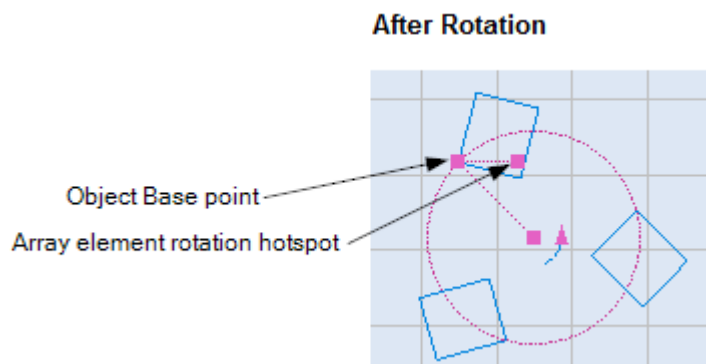 After Rotation
Object Base point
Array element rotation hotspot